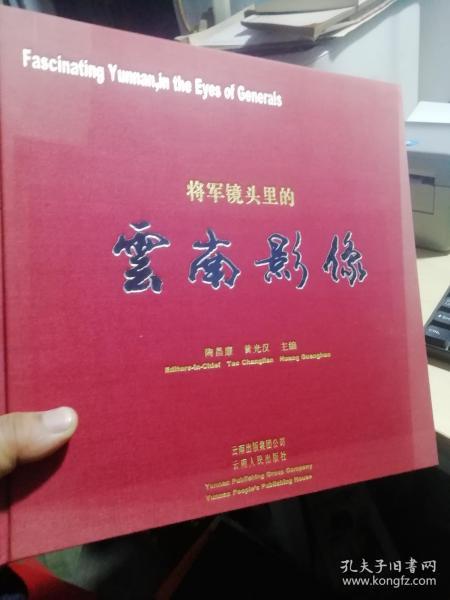 Fascinating Yunnan,in the Eyes of Generals
将军镜头里的
雲南影像
陶昌廉 黄光汉 主编
Editors-in-Chief Tao Changlian Huang Guanghan
云南出版集团公司
云南人民出版社
Yunnan Publishing Group Company
Yunnan People's Publishing House
孔夫子旧书网
www.kongfz.com